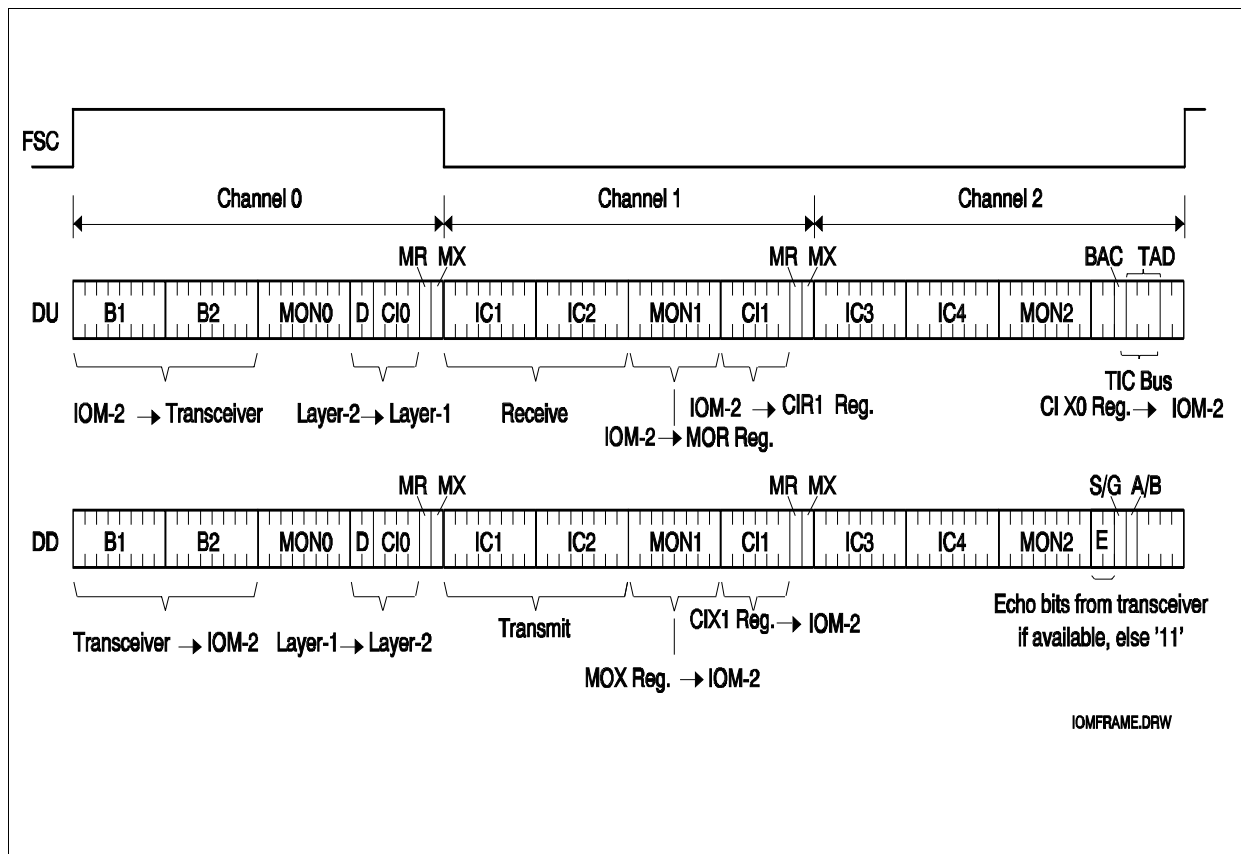 FSC
Channel 0 Channel 1 Channel 2
MR MX MR MX BAC TAD
DU B1 B2 MON0 D CI0 IC1 IC2 MON1 CI1 IC3 IC4 MON2
IOM-2 → Transceiver Layer-2 → Layer-1 Receive IOM-2 → CIR1 Reg. TIC Bus
IOM-2 → MOR Reg. CI X0 Reg. → IOM-2
MR MX MR MX S/G A/B
DD B1 B2 MON0 D CI0 IC1 IC2 MON1 CI1 IC3 IC4 MON2 E
Transceiver → IOM-2 Layer-1 → Layer-2 Transmit CIX1 Reg. → IOM-2 Echo bits from transceiver
if available, else '11'
MOX Reg. → IOM-2
IOMFRAME.DRW